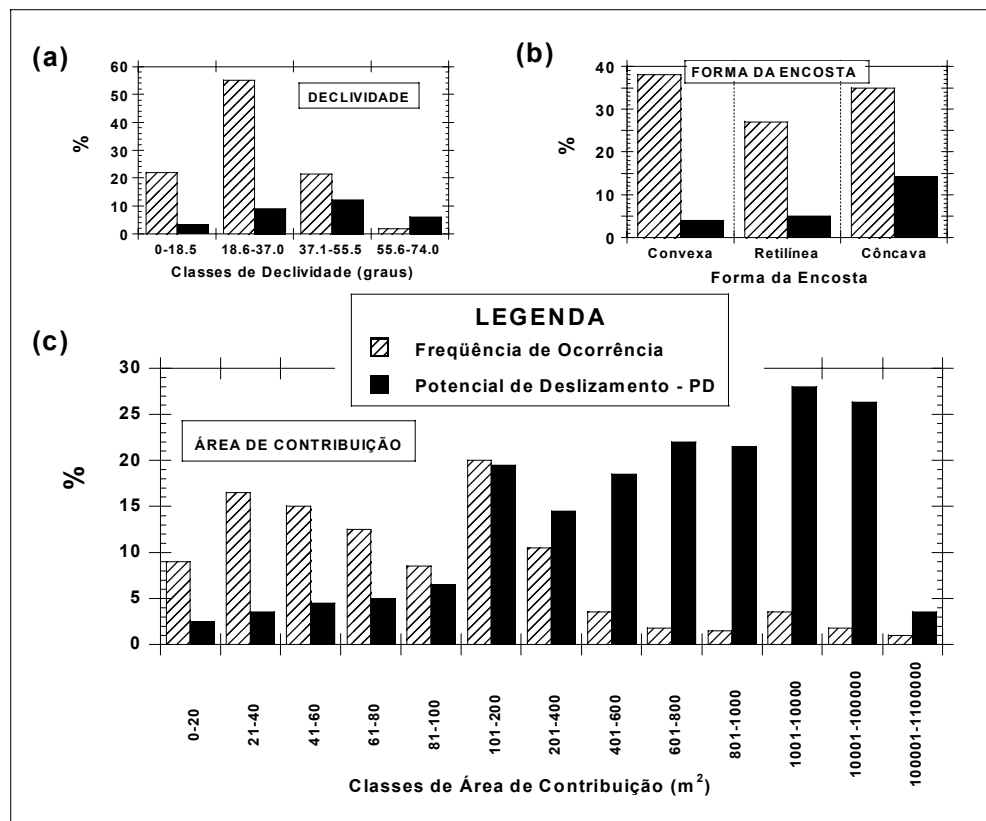 (a)
DECLIVIDADE
%
60
50
40
30
20
10
0
0-18.5 18.6-37.0 37.1-55.5 55.6-74.0
Classes de Declividade (graus)
(b)
FORMA DA ENCOSTA
%
40
30
20
10
0
Convexa Retilínea Côncava
Forma da Encosta
LEGENDA
Freqüência de Ocorrência
Potencial de Deslizamento - PD
(c)
ÁREA DE CONTRIBUIÇÃO
%
30
25
20
15
10
5
0
0-20
21-40
41-60
61-80
81-100
101-200
201-400
401-600
601-800
801-1000
1001-10000
10001-100000
100001-1100000
Classes de Área de Contribuição (m²)